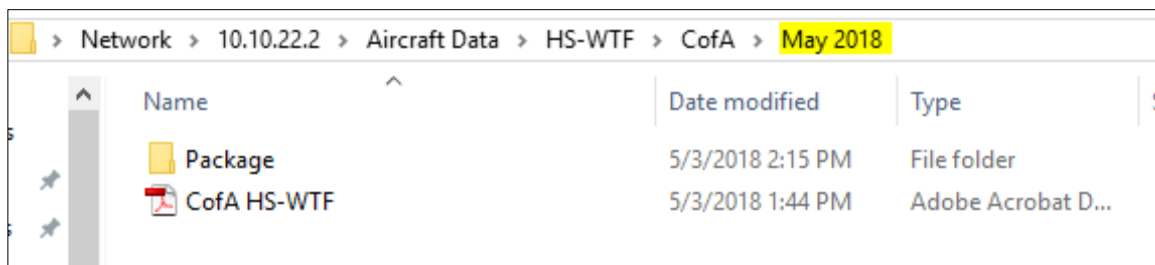 > Network > 10.10.22.2 > Aircraft Data > HS-WTF > CofA > May 2018
Name Date modified Type
Package 5/3/2018 2:15 PM File folder
CofA HS-WTF 5/3/2018 1:44 PM Adobe Acrobat D...